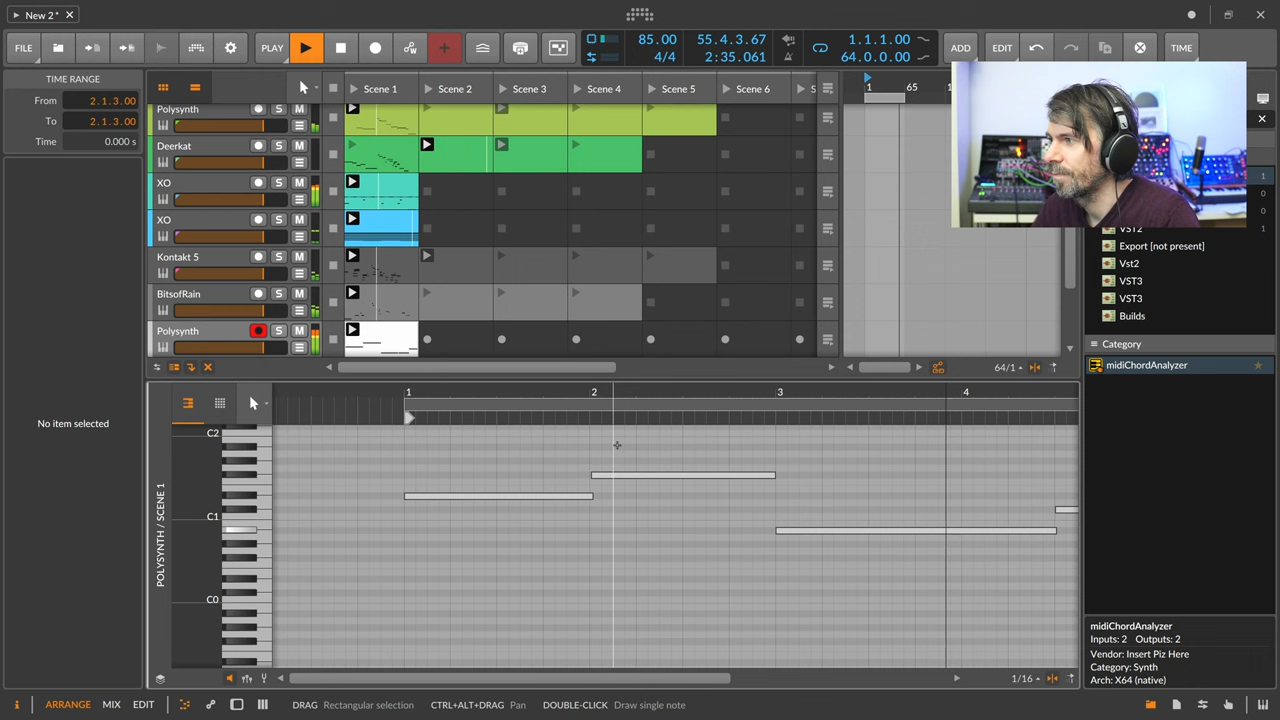 New 2*
FILE PLAY 85.00 55.4.3.67 1.1.1.00 ADD EDIT TIME
4/4 2:35.061 64.0.0.00
TIME RANGE
From 2.1.3.00
To 2.1.3.00
Time 0.000 s
No item selected
Scene 1 Scene 2 Scene 3 Scene 4 Scene 5 Scene 6 S
1 65
Polysynth S M
Deerkat S M
XO S M
XO S M
Kontakt 5 S M
BitsofRain S M
Polysynth S M
64/1
1 2 3 4
C2
C1
C0
POLYSYNTH / SCENE 1
1/16
1
0
0
VST2 1
Export [not present]
Vst2
VST3
VST3
Builds
Category
midiChordAnalyzer
midiChordAnalyzer
Inputs: 2 Outputs: 2
Vendor: Insert Piz Here
Category: Synth
Arch: X64 (native)
i ARRANGE MIX EDIT DRAG Rectangular selection CTRL+ALT+DRAG Pan DOUBLE-CLICK Draw single note